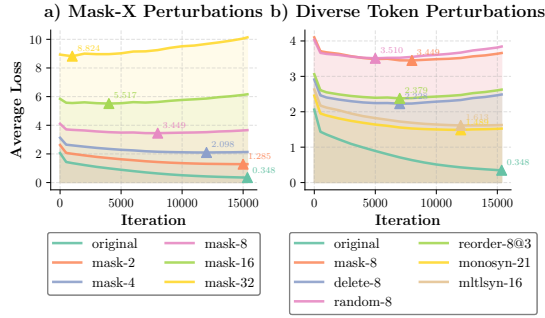 a) Mask-X Perturbations
b) Diverse Token Perturbations
Average Loss
10
8
6
4
2
0
8.824
5.517
3.449
2.098
1.285
0.348
0
5000
10000
15000
Iteration
4
3
2
1
0
3.510
3.449
2.379
0.348
0
5000
10000
15000
Iteration
original
mask-2
mask-4
mask-8
mask-16
mask-32
original
mask-8
delete-8
random-8
reorder-8@3
monosyn-21
mltlsyn-16